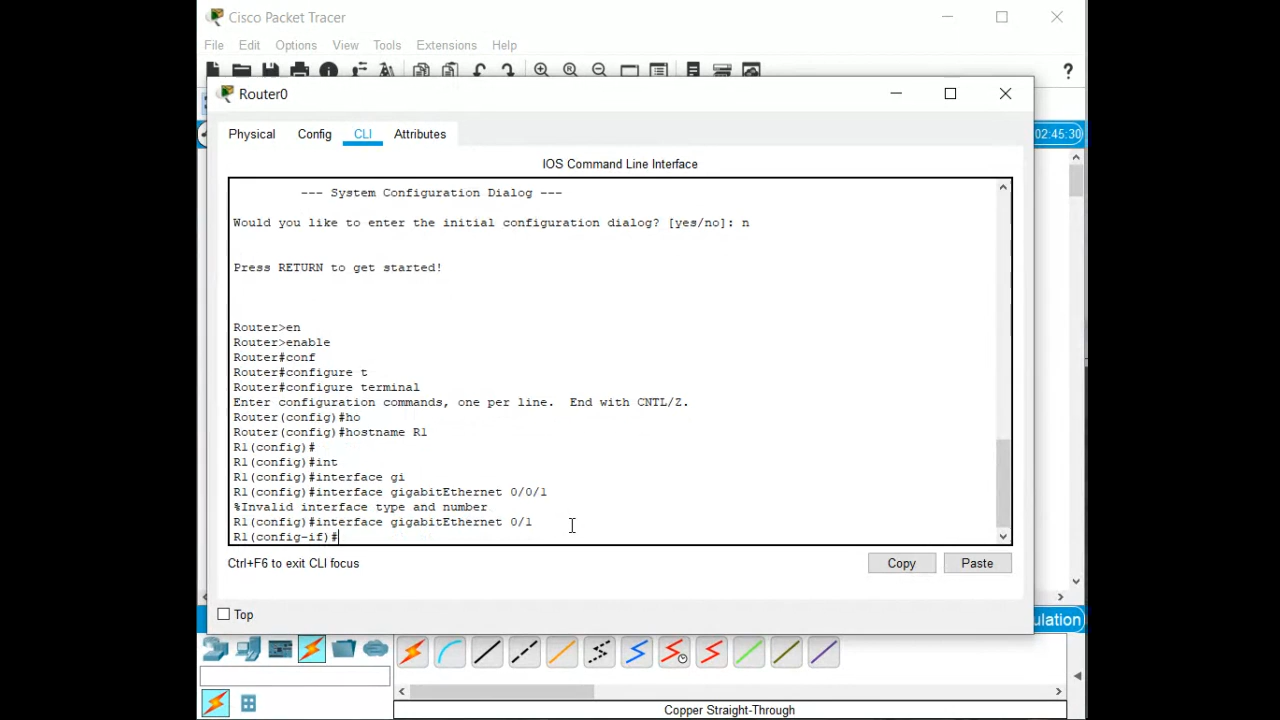 Cisco Packet Tracer
File Edit Options View Tools Extensions Help
?
Router0
Physical Config CLI Attributes
02:45:30
IOS Command Line Interface
--- System Configuration Dialog ---
Would you like to enter the initial configuration dialog? [yes/no]: n
Press RETURN to get started!
Router>en
Router>enable
Router#conf
Router#configure t
Router#configure terminal
Enter configuration commands, one per line.  End with CNTL/Z.
Router(config)#ho
Router(config)#hostname R1
R1(config)#
R1(config)#int
R1(config)#interface gi
R1(config)#interface gigabitEthernet 0/0/1
%Invalid interface type and number
R1(config)#interface gigabitEthernet 0/1
R1(config-if)#
Ctrl+F6 to exit CLI focus
Copy Paste
Top
ulation
Copper Straight-Through